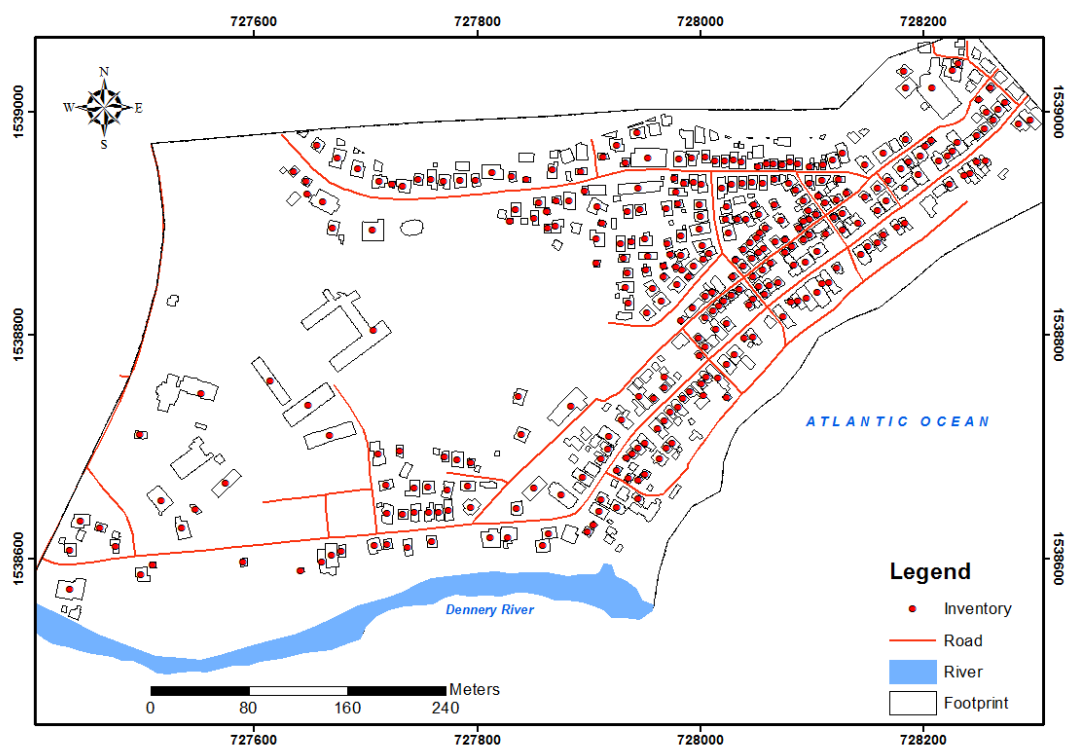 727600 727800 728000 728200
N
W E
S
1539000 1539000
1538800 1538800
ATLANTIC OCEAN
1538600 1538600
Legend
Inventory
Dennery River
Road
River
Meters
Footprint
0 80 160 240
727600 727800 728000 728200